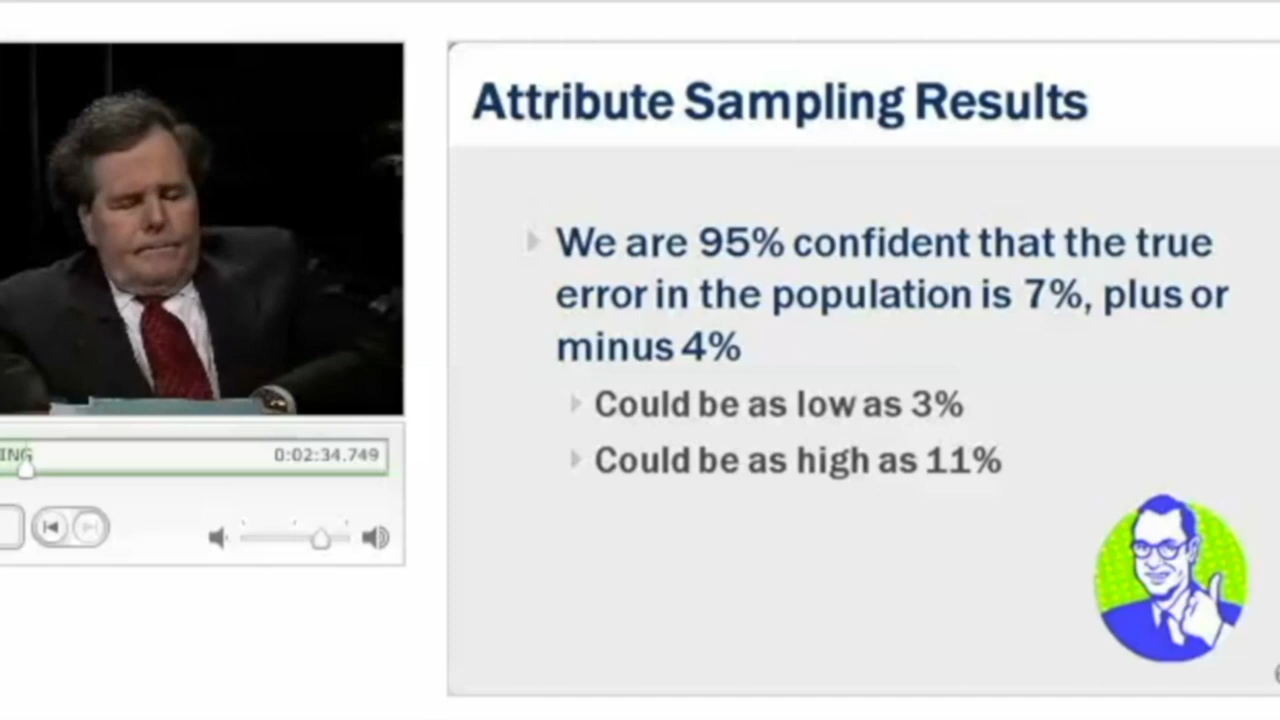 Attribute Sampling Results
We are 95% confident that the true
error in the population is 7%, plus or
minus 4%
Could be as low as 3%
Could be as high as 11%
ING
0:02:34.749